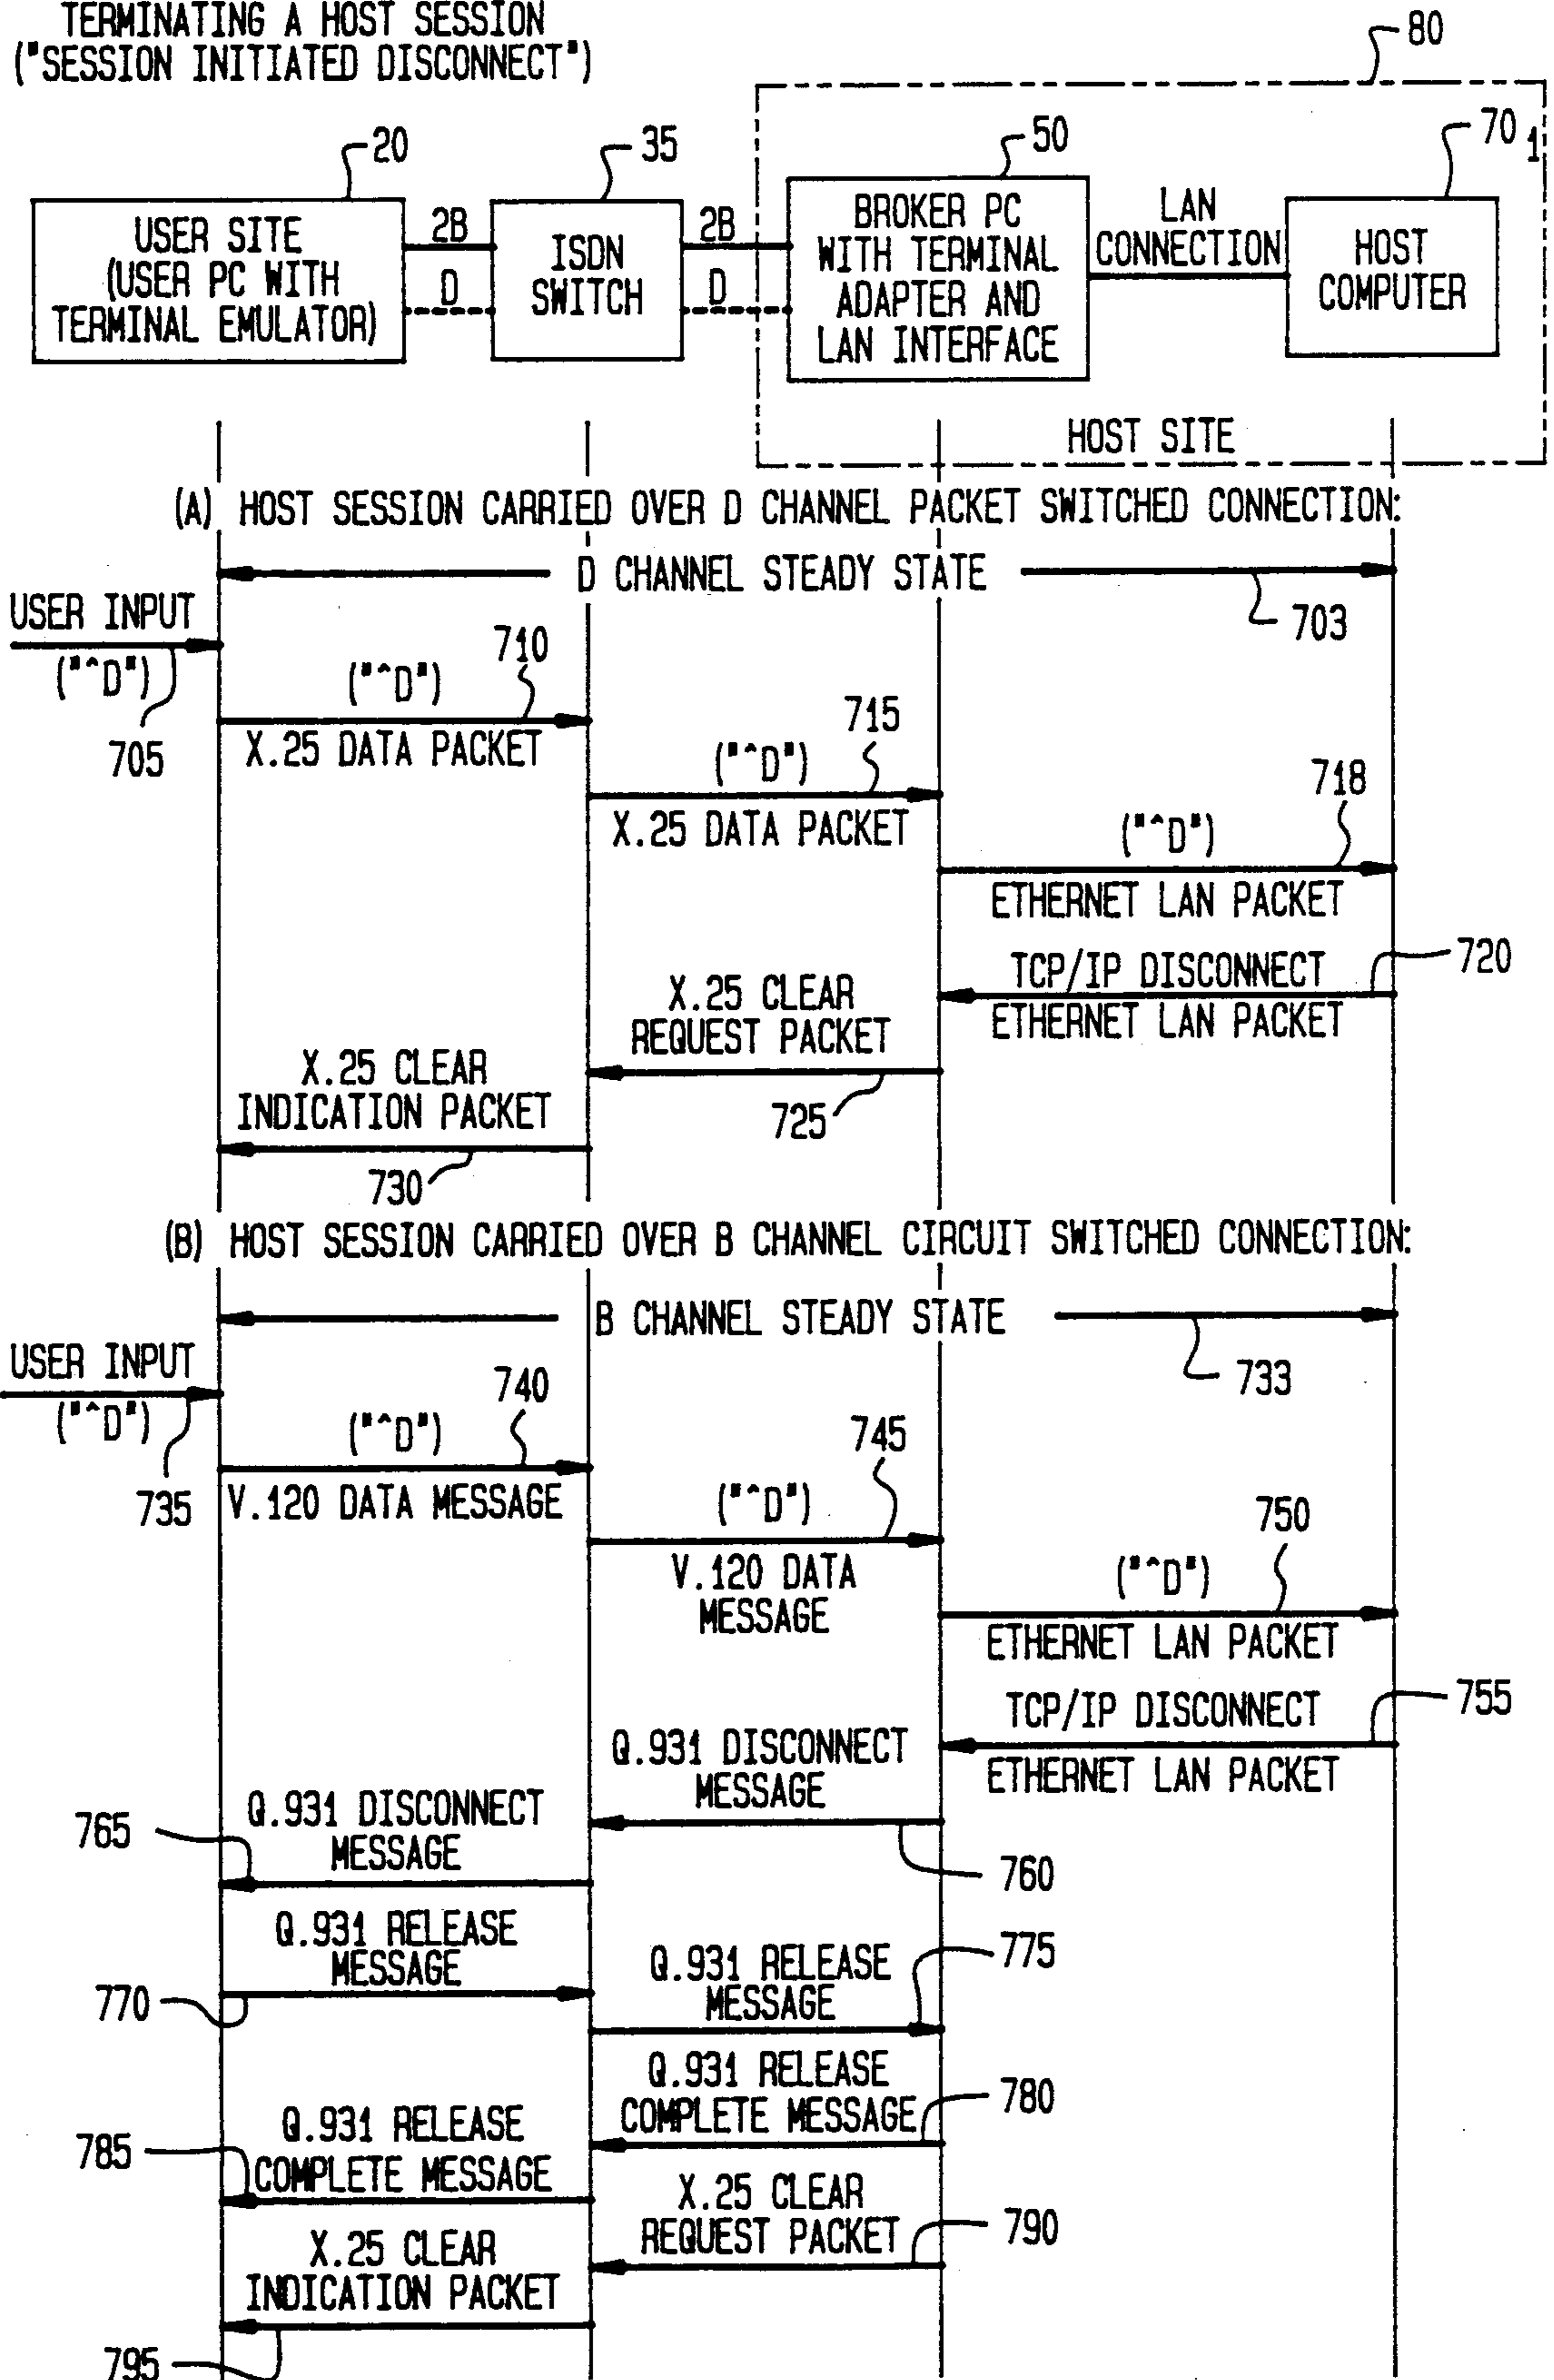 TERMINATING A HOST SESSION
("SESSION INITIATED DISCONNECT")
80
20
35
50
70 1
USER SITE
(USER PC WITH
TERMINAL EMULATOR)
2B
D
ISDN
SWITCH
2B
D
BROKER PC
WITH TERMINAL
ADAPTER AND
LAN INTERFACE
LAN
CONNECTION
HOST
COMPUTER
HOST SITE
(A) HOST SESSION CARRIED OVER D CHANNEL PACKET SWITCHED CONNECTION:
D CHANNEL STEADY STATE
703
USER INPUT
("^D")
705
("^D")
710
X.25 DATA PACKET
("^D")
715
X.25 DATA PACKET
("^D")
718
ETHERNET LAN PACKET
TCP/IP DISCONNECT
720
ETHERNET LAN PACKET
X.25 CLEAR
REQUEST PACKET
725
X.25 CLEAR
INDICATION PACKET
730
(B) HOST SESSION CARRIED OVER B CHANNEL CIRCUIT SWITCHED CONNECTION:
B CHANNEL STEADY STATE
733
USER INPUT
("^D")
735
("^D")
740
V.120 DATA MESSAGE
("^D")
745
V.120 DATA
MESSAGE
("^D")
750
ETHERNET LAN PACKET
TCP/IP DISCONNECT
755
ETHERNET LAN PACKET
Q.931 DISCONNECT
MESSAGE
760
Q.931 DISCONNECT
MESSAGE
765
Q.931 RELEASE
MESSAGE
770
Q.931 RELEASE
MESSAGE
775
Q.931 RELEASE
COMPLETE MESSAGE
780
Q.931 RELEASE
COMPLETE MESSAGE
785
X.25 CLEAR
REQUEST PACKET
790
X.25 CLEAR
INDICATION PACKET
795